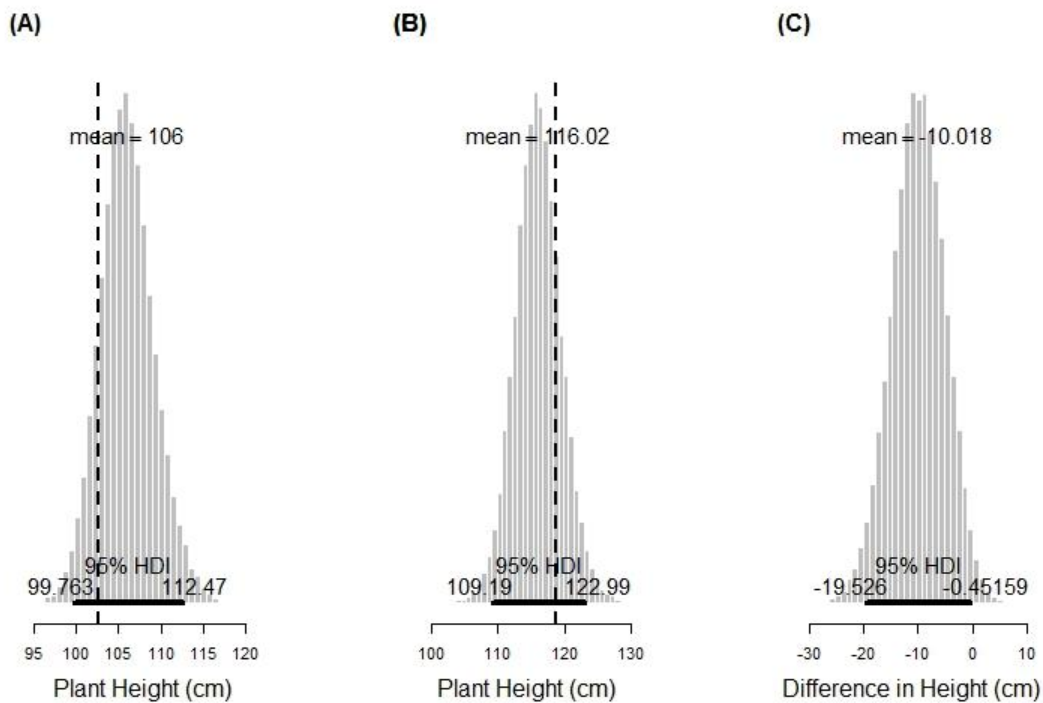 (A)
mean = 106
95% HDI
99.763 112.47
95 100 105 110 115 120
Plant Height (cm)
(B)
mean = 116.02
95% HDI
109.19 122.99
100 110 120 130
Plant Height (cm)
(C)
mean = -10.018
95% HDI
-19.526 -0.45159
-30 -20 -10 0 10
Difference in Height (cm)